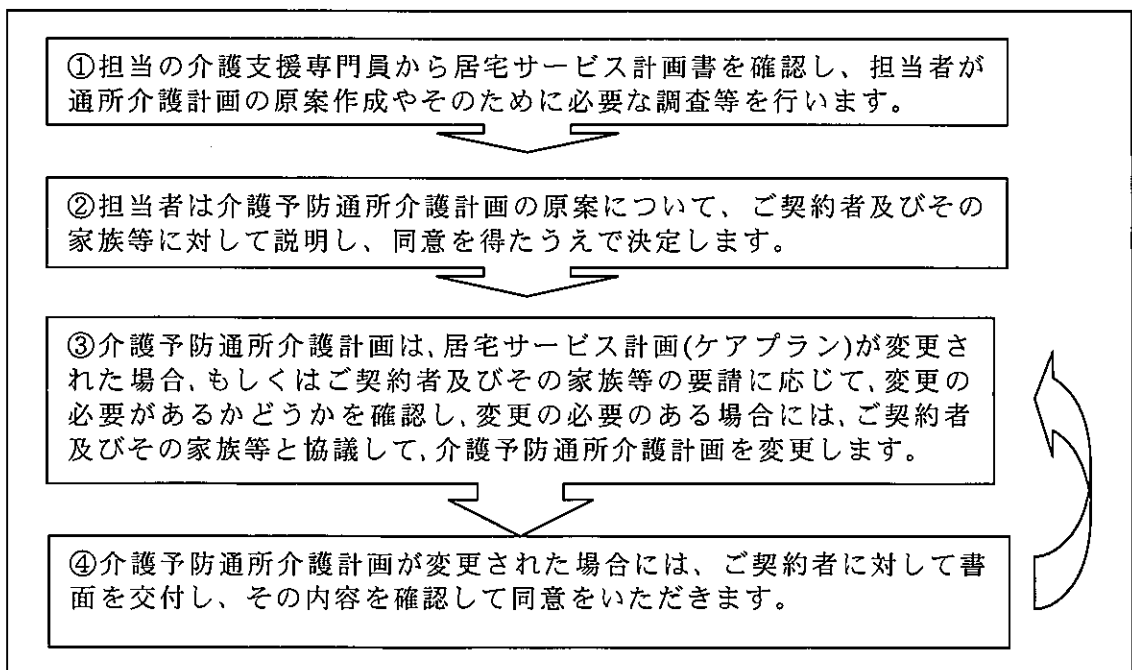 ①担当の介護支援専門員から居宅サービス計画書を確認し、担当者が
通所介護計画の原案作成やそのために必要な調査等を行います。
②担当者は介護予防通所介護計画の原案について、ご契約者及びその
家族等に対して説明し、同意を得たうえで決定します。
③介護予防通所介護計画は、居宅サービス計画(ケアプラン)が変更さ
れた場合、もしくはご契約者及びその家族等の要請に応じて、変更の
必要があるかどうかを確認し、変更の必要のある場合には、ご契約者
及びその家族等と協議して、介護予防通所介護計画を変更します。
④介護予防通所介護計画が変更された場合には、ご契約者に対して書
面を交付し、その内容を確認して同意をいただきます。